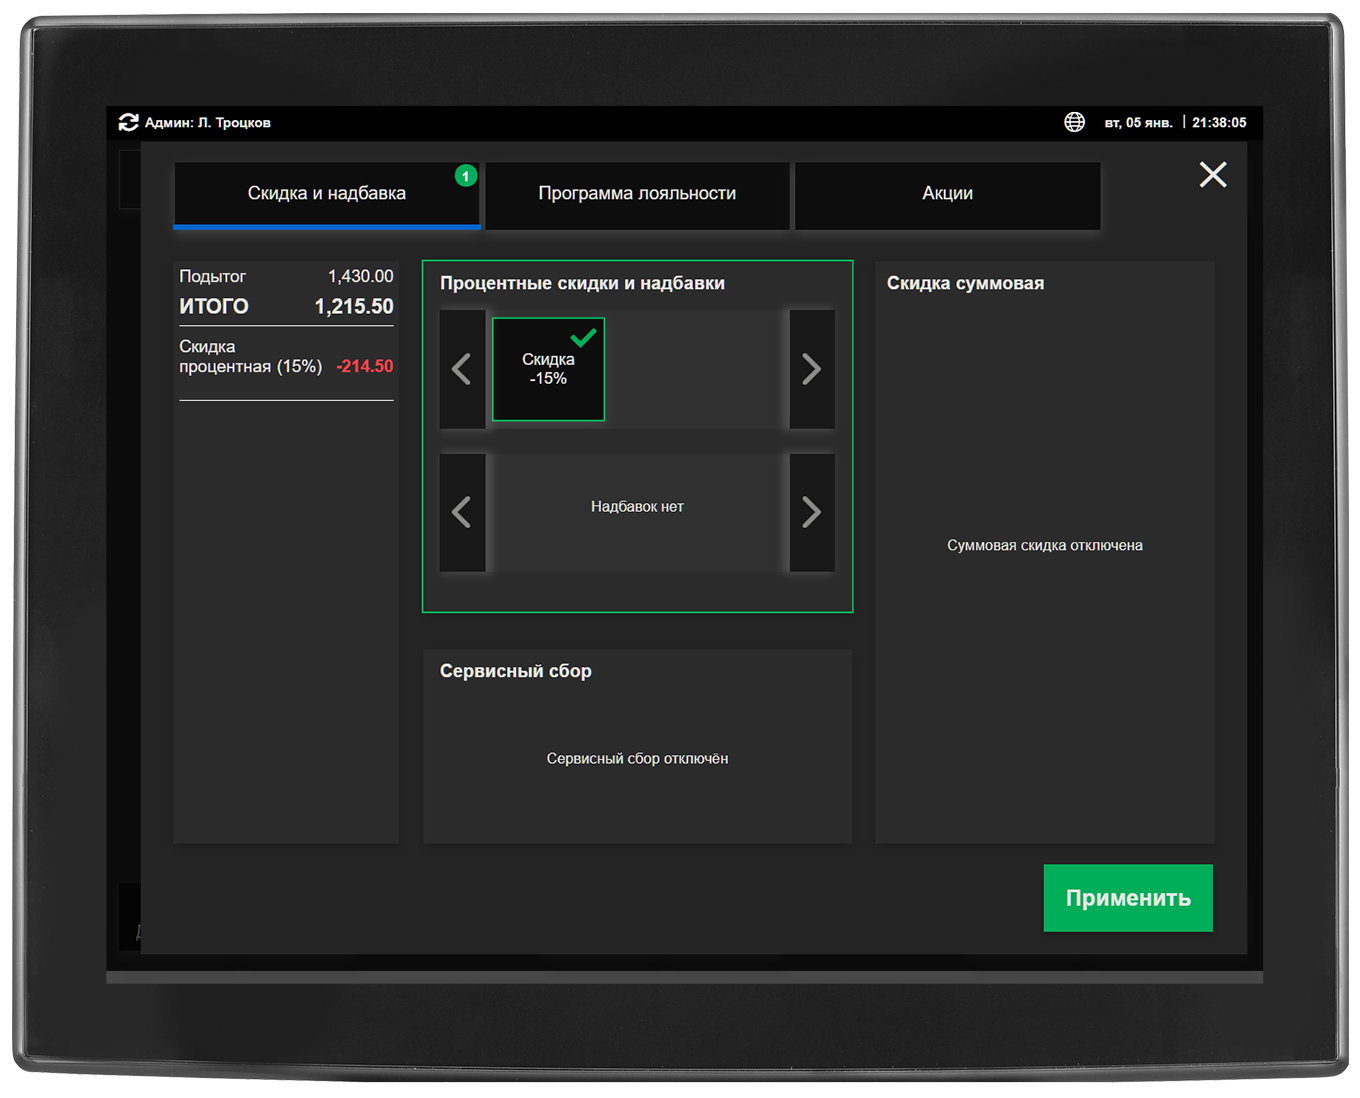 Админ: Л. Троцков
вт, 05 янв. | 21:38:05
Скидка и надбавка
1
Программа лояльности
Акции
Подытог 1,430.00
ИТОГО 1,215.50
Скидка
процентная (15%) -214.50
Процентные скидки и надбавки
Скидка
-15%
Надбавок нет
Сервисный сбор
Сервисный сбор отключён
Скидка суммовая
Суммовая скидка отключена
Применить